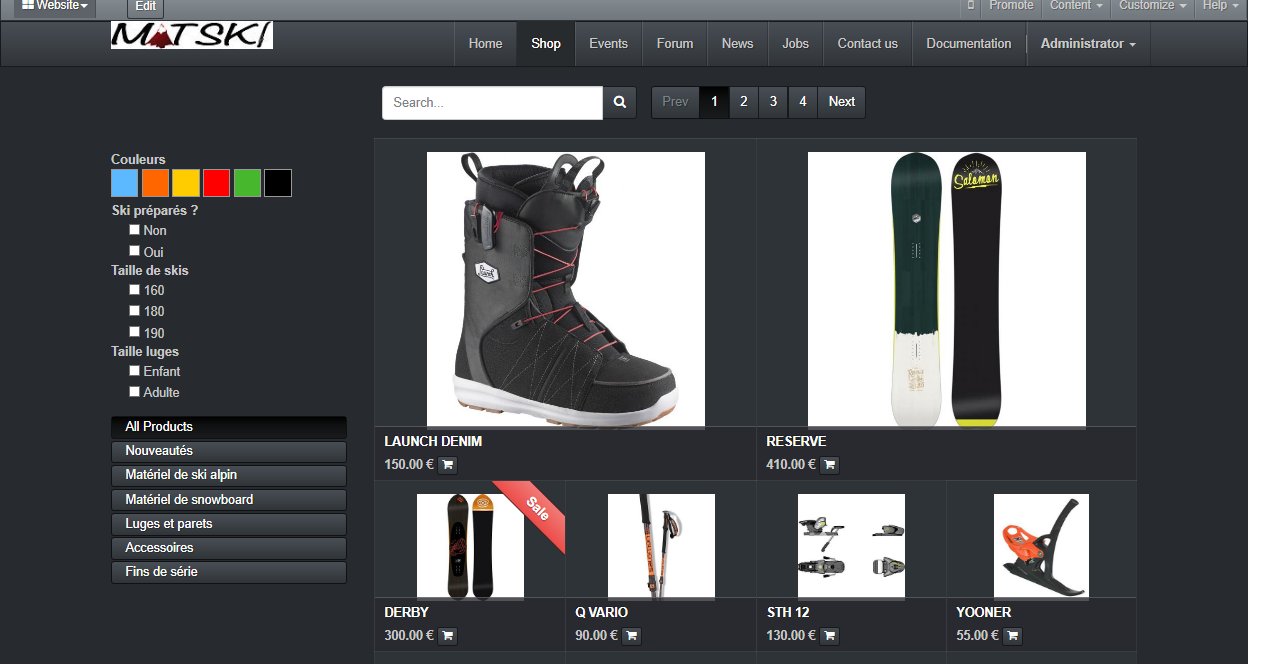 Website
Edit
Promote
Content
Customize
Help
MATSKI
Home
Shop
Events
Forum
News
Jobs
Contact us
Documentation
Administrator
Search...
Prev
1
2
3
4
Next
Couleurs
Ski préparés ?
Non
Oui
Taille de skis
160
180
190
Taille luges
Enfant
Adulte
All Products
Nouveautés
Matériel de ski alpin
Matériel de snowboard
Luges et parets
Accessoires
Fins de série
Salomon
LAUNCH DENIM
150.00 €
RESERVE
410.00 €
Sale
DERBY
300.00 €
Q VARIO
90.00 €
STH 12
130.00 €
YOONER
55.00 €